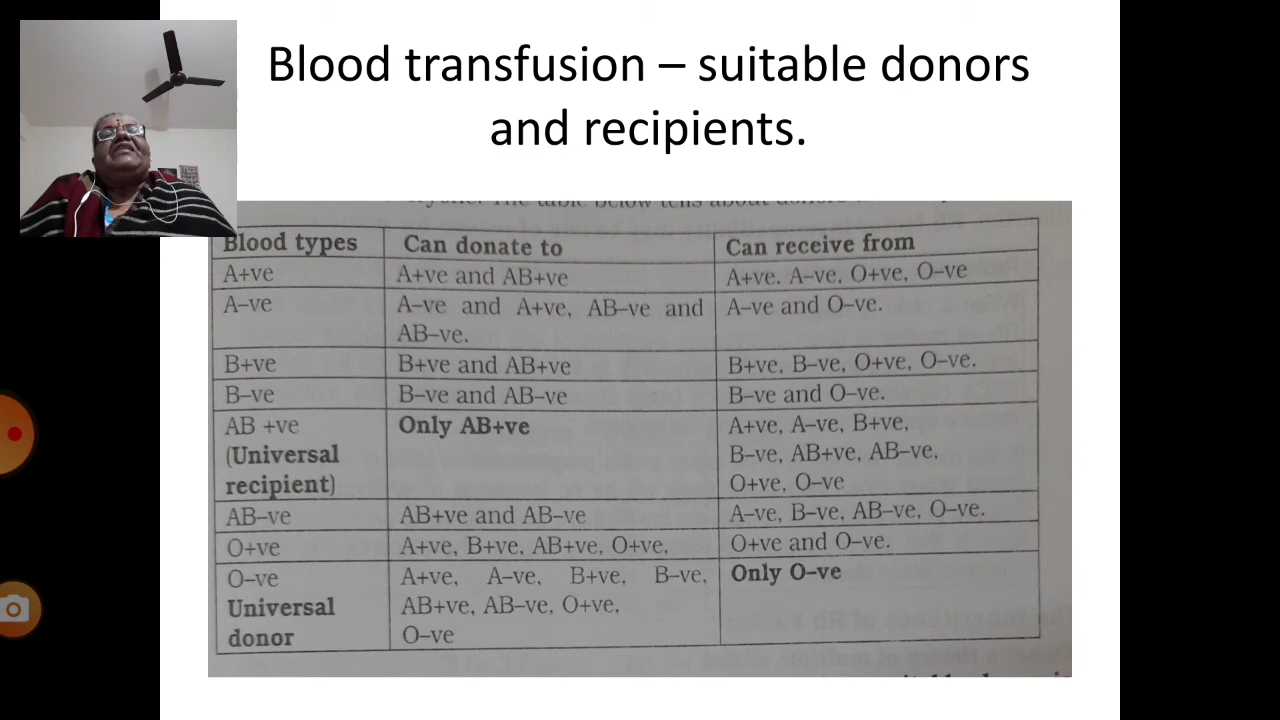 Blood transfusion – suitable donors
and recipients.
The table below tells about
Blood types Can donate to Can receive from
A+ve A+ve and AB+ve A+ve. A–ve, O+ve, O–ve
A–ve A–ve and A+ve, AB–ve and A–ve and O–ve.
AB–ve.
B+ve B+ve and AB+ve B+ve, B–ve, O+ve, O–ve.
B–ve B–ve and AB–ve B–ve and O–ve.
AB +ve Only AB+ve A+ve, A–ve, B+ve,
(Universal B–ve, AB+ve, AB–ve,
recipient) O+ve, O–ve
AB–ve AB+ve and AB–ve A–ve, B–ve, AB–ve, O–ve.
O+ve A+ve, B+ve, AB+ve, O+ve, O+ve and O–ve.
O–ve A+ve, A–ve, B+ve, B–ve, Only O–ve
Universal AB+ve, AB–ve, O+ve,
donor O–ve